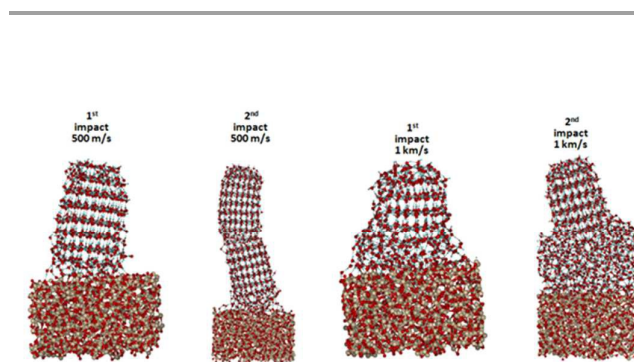 1st
impact
500 m/s
2nd
impact
500 m/s
1st
impact
1 km/s
2nd
impact
1 km/s